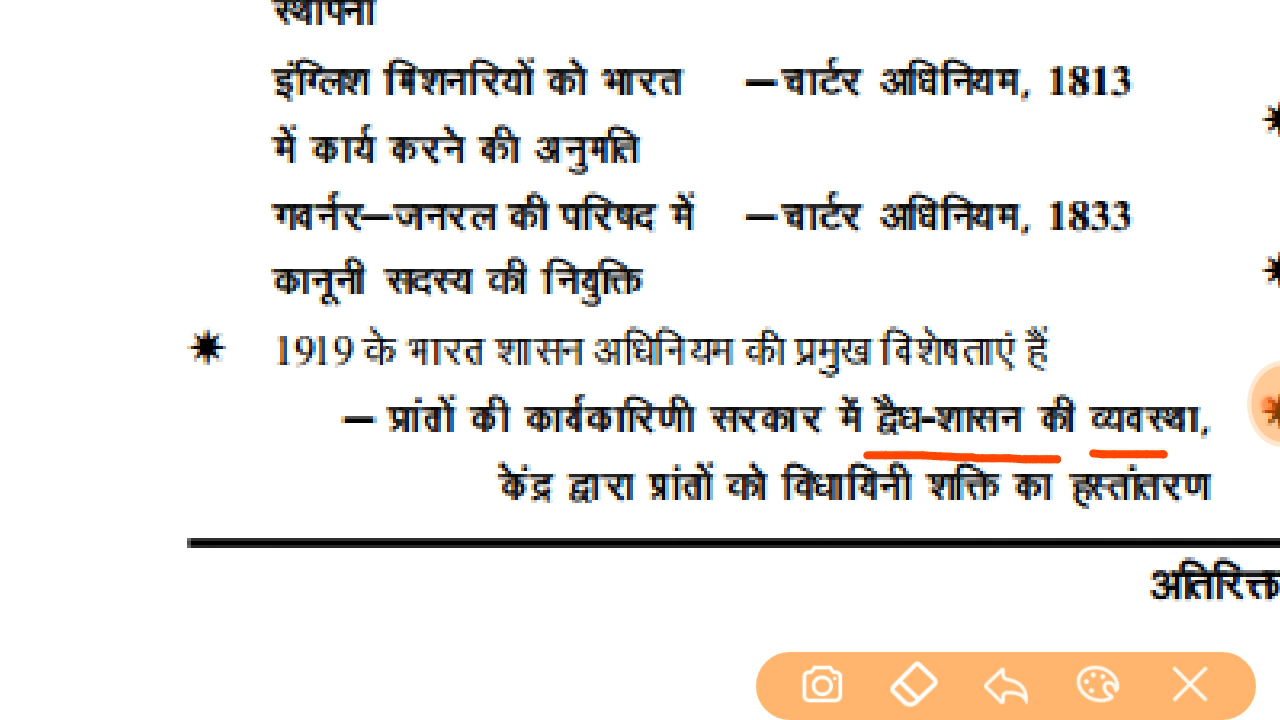 स्थापना
इंग्लिश मिशनरियों को भारत —चार्टर अधिनियम, 1813
में कार्य करने की अनुमति
गवर्नर—जनरल की परिषद में —चार्टर अधिनियम, 1833
कानूनी सदस्य की नियुक्ति
✷ 1919 के भारत शासन अधिनियम की प्रमुख विशेषताएं हैं
— प्रांतों की कार्यकारिणी सरकार में द्वैध-शासन की व्यवस्था,
केंद्र द्वारा प्रांतों को विधायिनी शक्ति का हस्तांतरण
अतिरिक्त